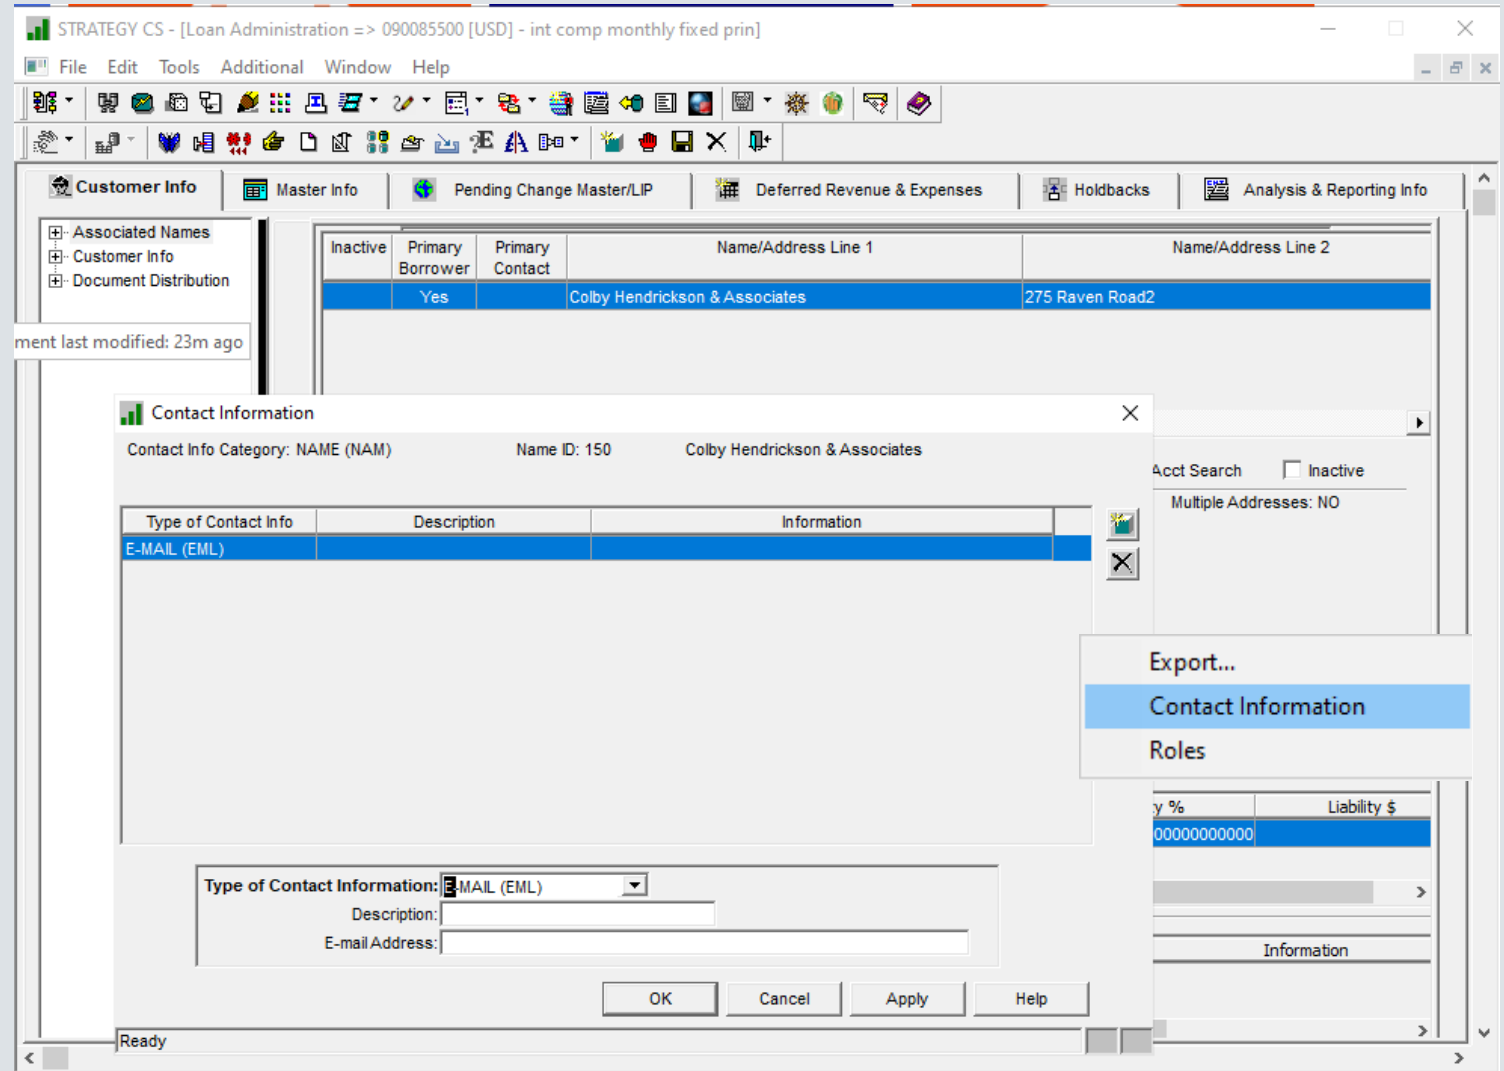 STRATEGY CS - [Loan Administration => 090085500 [USD] - int comp monthly fixed prin]
File Edit Tools Additional Window Help
Customer Info Master Info Pending Change Master/LIP Deferred Revenue & Expenses Holdbacks Analysis & Reporting Info
Associated Names
Customer Info
Document Distribution
ment last modified: 23m ago
Inactive Primary Borrower Primary Contact Name/Address Line 1 Name/Address Line 2
Yes Colby Hendrickson & Associates 275 Raven Road2
Contact Information
Contact Info Category: NAME (NAM) Name ID: 150 Colby Hendrickson & Associates
Acct Search Inactive
Multiple Addresses: NO
Type of Contact Info Description Information
E-MAIL (EML)
Export...
Contact Information
Roles
y % Liability $
00000000000
Type of Contact Information: E-MAIL (EML)
Description:
E-mail Address:
Information
OK Cancel Apply Help
Ready